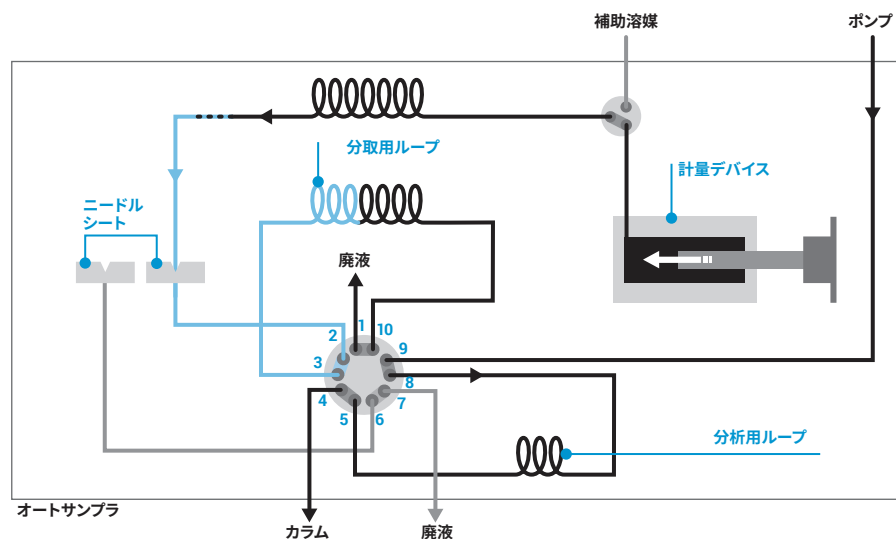 補助溶媒
ポンプ
分取用ループ
計量デバイス
ニードル
シート
廃液
1
10
2
9
3
8
4
7
5
6
分析用ループ
オートサンプラ
カラム
廃液